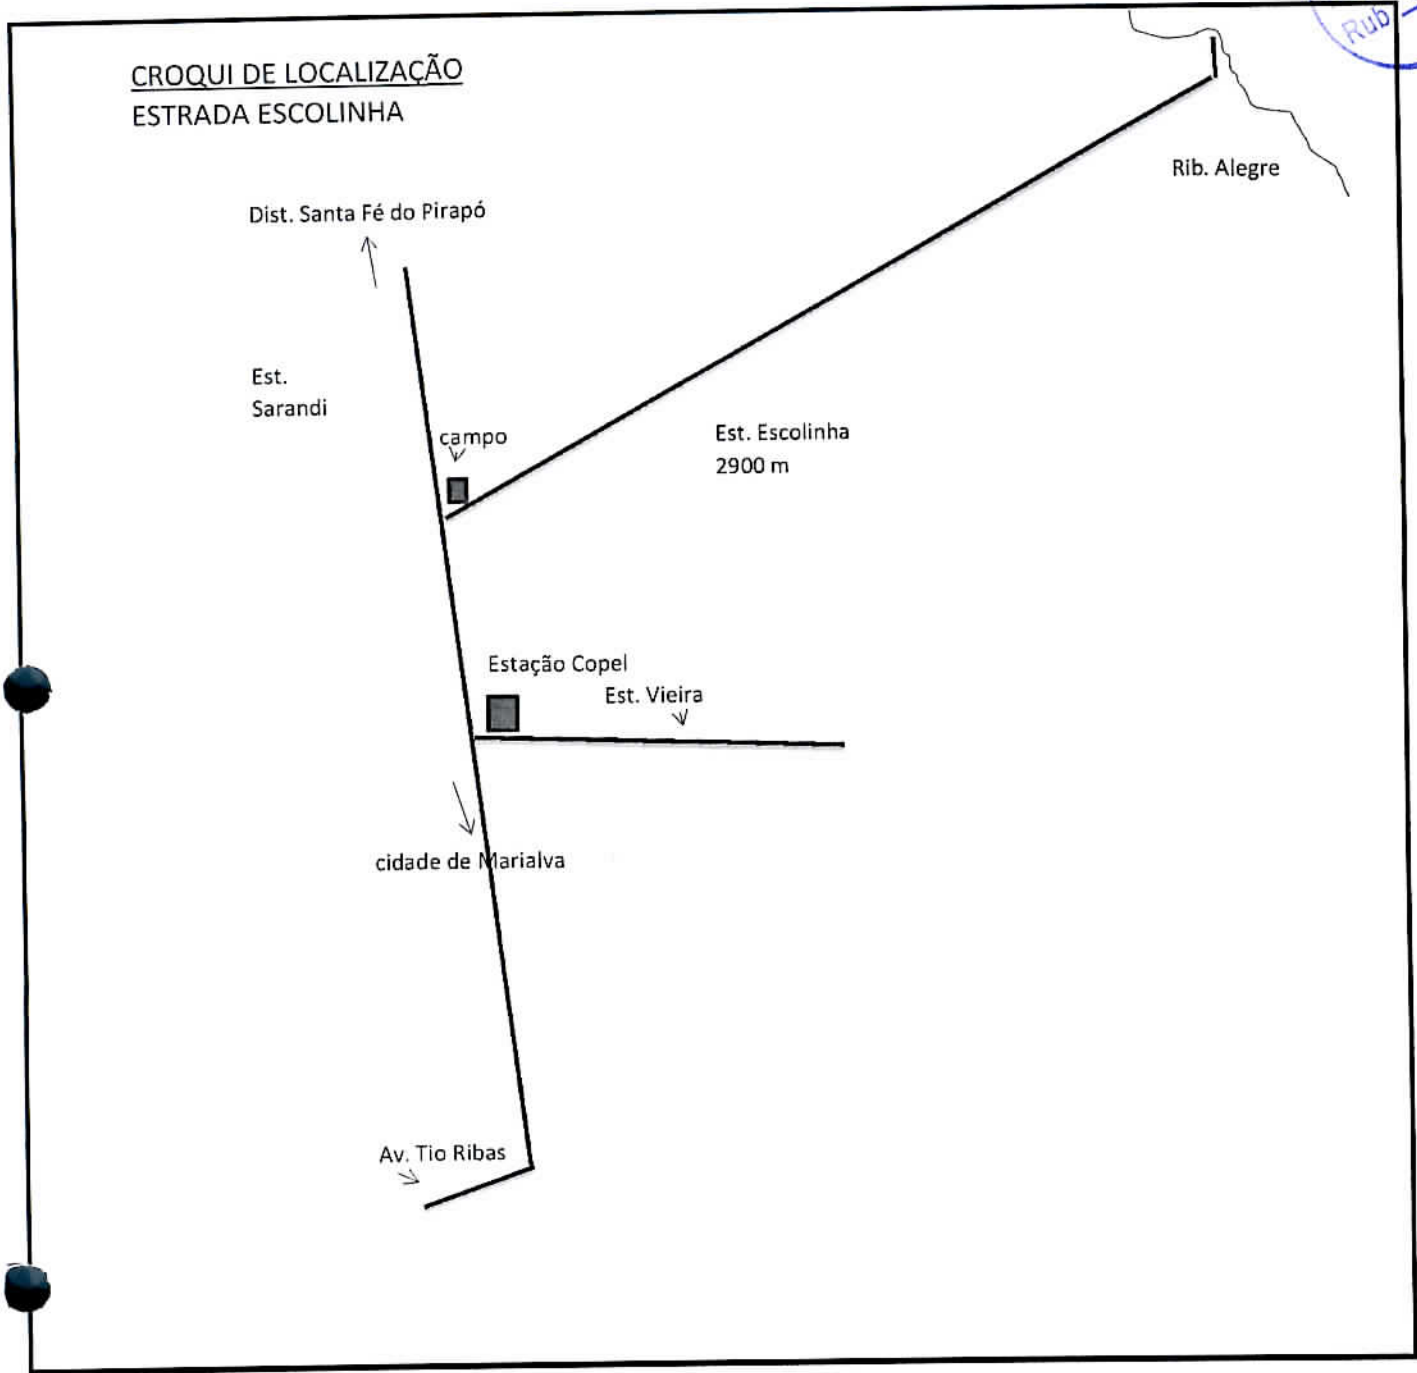 CROQUI DE LOCALIZAÇÃO
ESTRADA ESCOLINHA
Rub
Rib. Alegre
Dist. Santa Fé do Pirapó
Est.
Sarandi
campo
Est. Escolinha
2900 m
Estação Copel
Est. Vieira
cidade de Marialva
Av. Tio Ribas